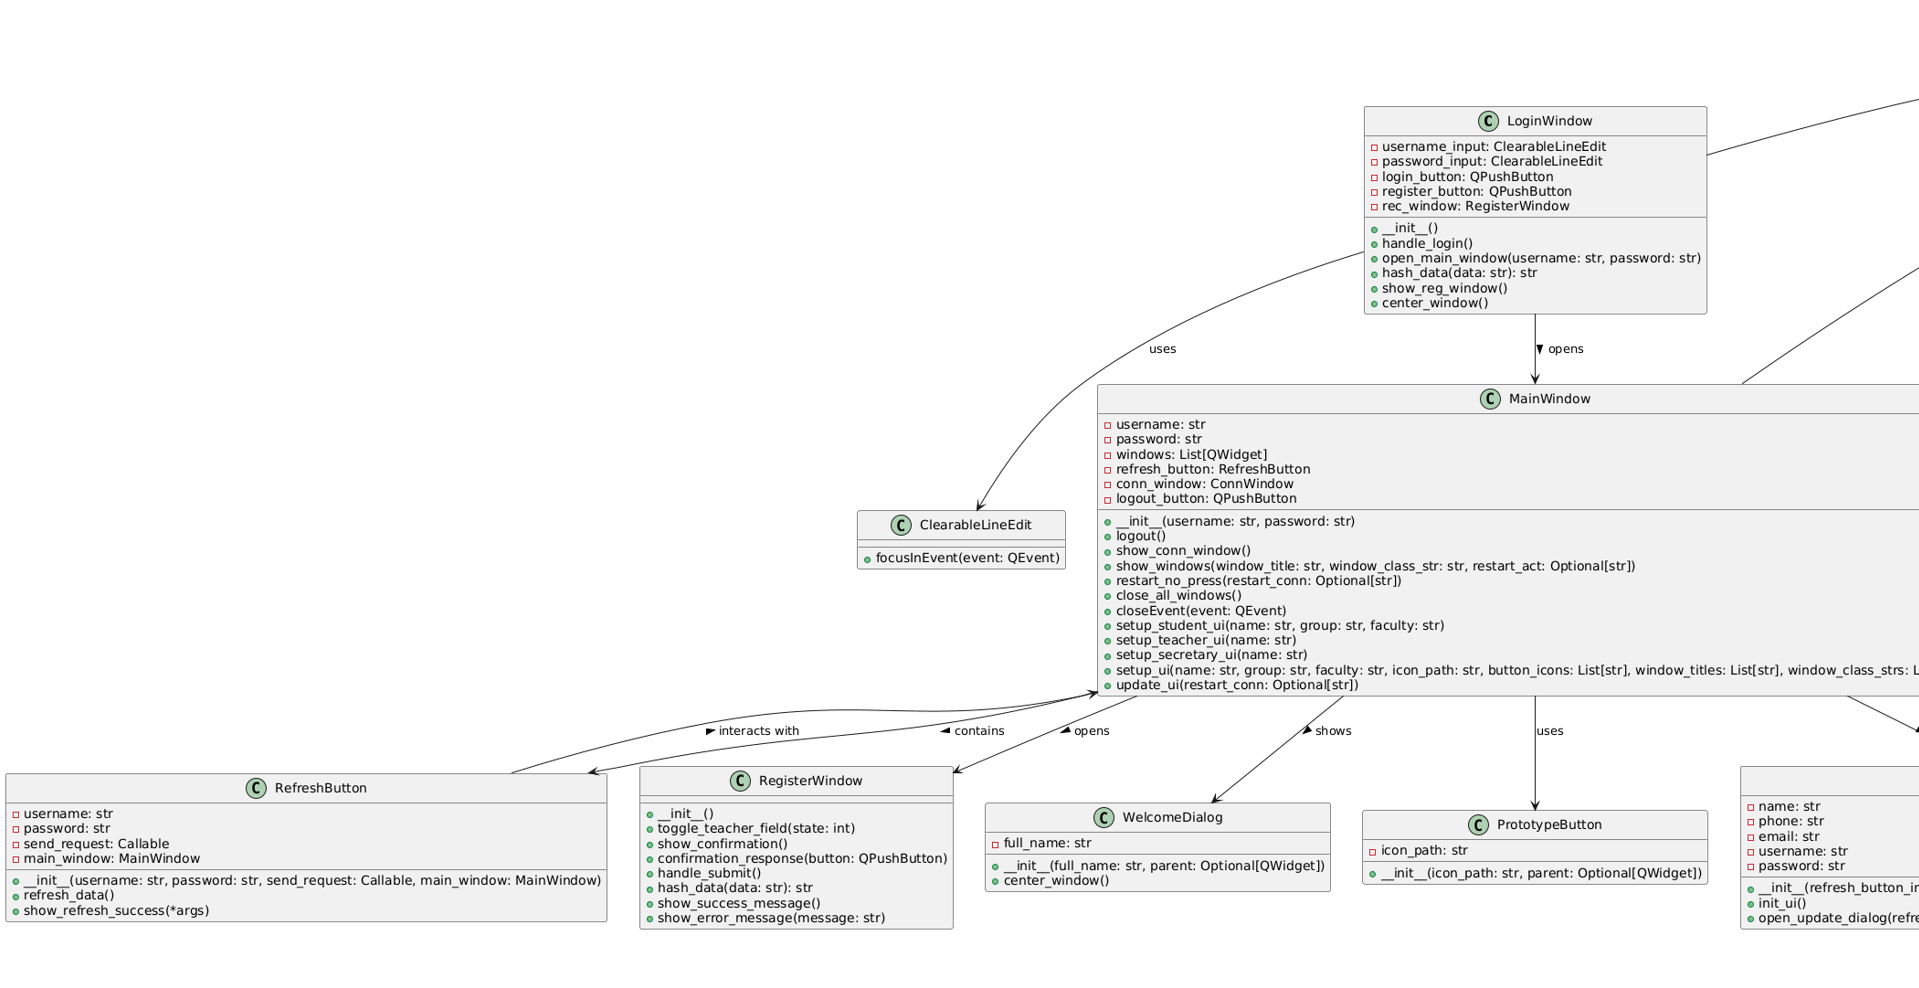 C LoginWindow
username_input: ClearableLineEdit
password_input: ClearableLineEdit
login_button: QPushButton
register_button: QPushButton
rec_window: RegisterWindow
__init__()
handle_login()
open_main_window(username: str, password: str)
hash_data(data: str): str
show_reg_window()
center_window()
uses
opens
C MainWindow
username: str
password: str
windows: List[QWidget]
refresh_button: RefreshButton
conn_window: ConnWindow
logout_button: QPushButton
__init__(username: str, password: str)
logout()
show_conn_window()
show_windows(window_title: str, window_class_str: str, restart_act: Optional[str])
restart_no_press(restart_conn: Optional[str])
close_all_windows()
closeEvent(event: QEvent)
setup_student_ui(name: str, group: str, faculty: str)
setup_teacher_ui(name: str)
setup_secretary_ui(name: str)
setup_ui(name: str, group: str, faculty: str, icon_path: str, button_icons: List[str], window_titles: List[str], window_class_strs: L
update_ui(restart_conn: Optional[str])
C ClearableLineEdit
focusInEvent(event: QEvent)
interacts with
contains
opens
shows
uses
C RefreshButton
username: str
password: str
send_request: Callable
main_window: MainWindow
__init__(username: str, password: str, send_request: Callable, main_window: MainWindow)
refresh_data()
show_refresh_success(*args)
C RegisterWindow
__init__()
toggle_teacher_field(state: int)
show_confirmation()
confirmation_response(button: QPushButton)
handle_submit()
hash_data(data: str): str
show_success_message()
show_error_message(message: str)
C WelcomeDialog
full_name: str
__init__(full_name: str, parent: Optional[QWidget])
center_window()
C PrototypeButton
icon_path: str
__init__(icon_path: str, parent: Optional[QWidget])
name: str
phone: str
email: str
username: str
password: str
__init__(refresh_button_in
init_ui()
open_update_dialog(refre